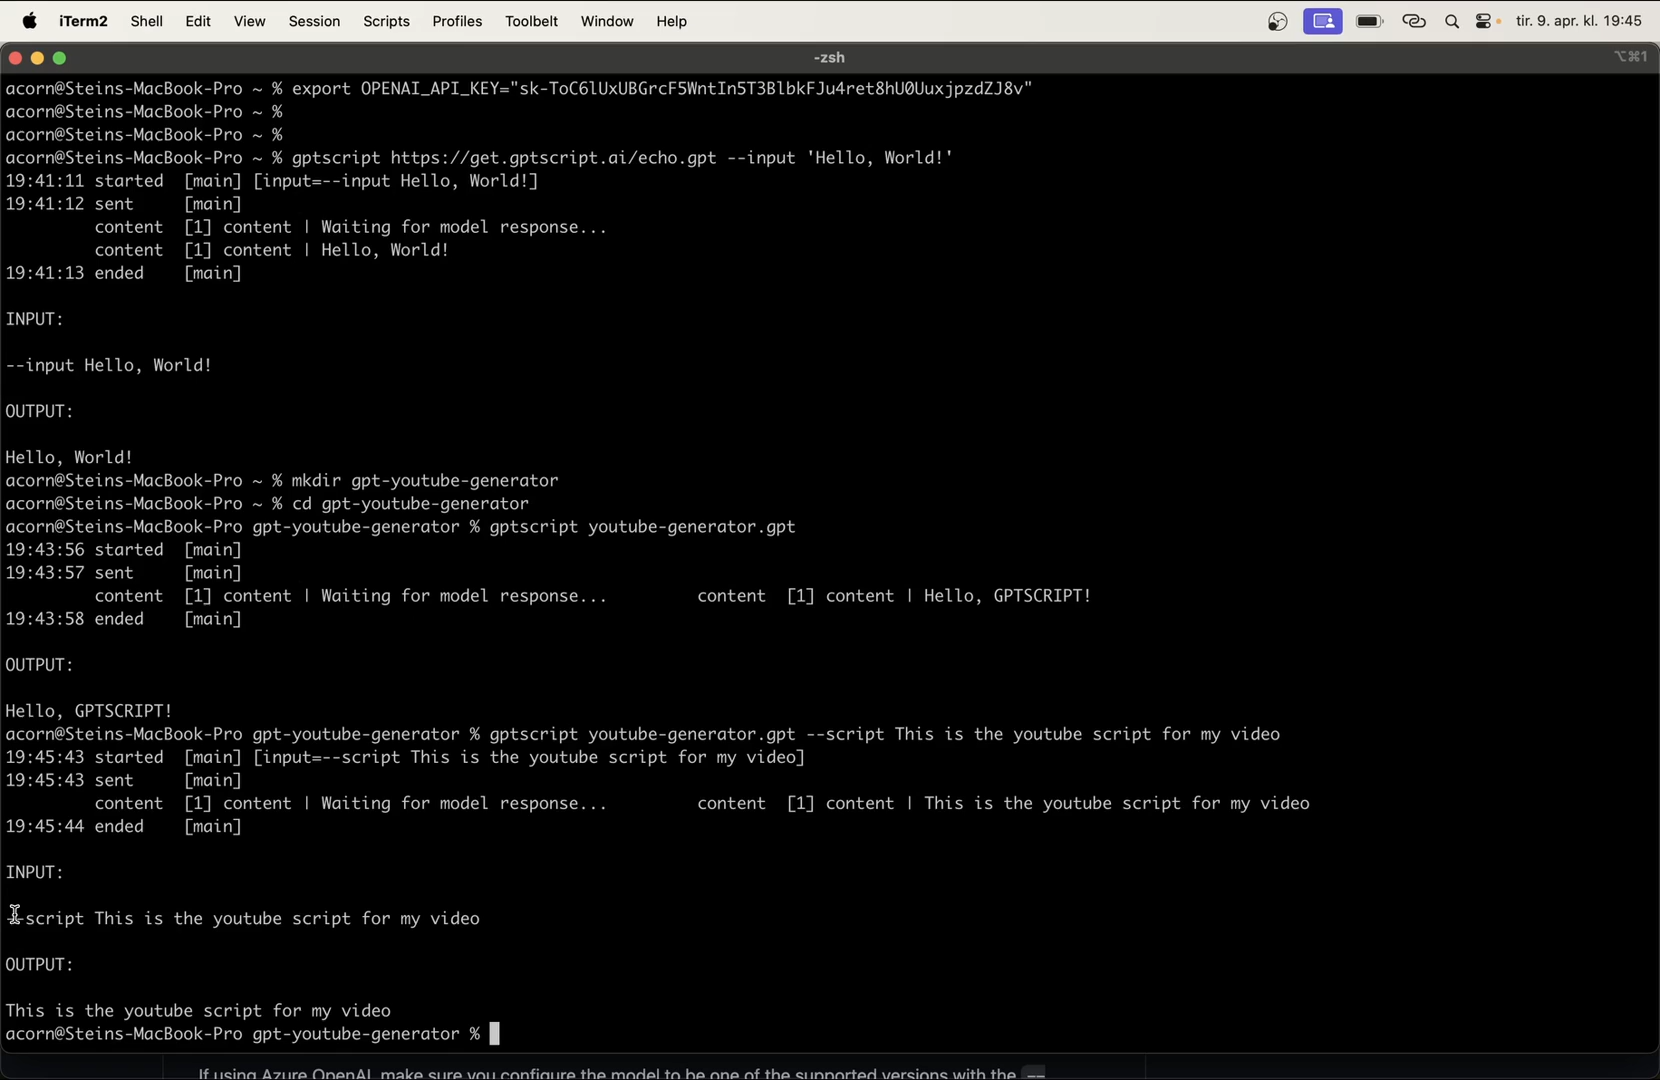 iTerm2 Shell Edit View Session Scripts Profiles Toolbelt Window Help tir. 9. apr. kl. 19:45
-zsh ⌥⌘1
acorn@Steins-MacBook-Pro ~ % export OPENAI_API_KEY="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"
acorn@Steins-MacBook-Pro ~ %
acorn@Steins-MacBook-Pro ~ %
acorn@Steins-MacBook-Pro ~ % gptscript https://get.gptscript.ai/echo.gpt --input 'Hello, World!'
19:41:11 started [main] [input=--input Hello, World!]
19:41:12 sent [main]
content [1] content | Waiting for model response...
content [1] content | Hello, World!
19:41:13 ended [main]
INPUT:
--input Hello, World!
OUTPUT:
Hello, World!
acorn@Steins-MacBook-Pro ~ % mkdir gpt-youtube-generator
acorn@Steins-MacBook-Pro ~ % cd gpt-youtube-generator
acorn@Steins-MacBook-Pro gpt-youtube-generator % gptscript youtube-generator.gpt
19:43:56 started [main]
19:43:57 sent [main]
content [1] content | Waiting for model response... content [1] content | Hello, GPTSCRIPT!
19:43:58 ended [main]
OUTPUT:
Hello, GPTSCRIPT!
acorn@Steins-MacBook-Pro gpt-youtube-generator % gptscript youtube-generator.gpt --script This is the youtube script for my video
19:45:43 started [main] [input=--script This is the youtube script for my video]
19:45:43 sent [main]
content [1] content | Waiting for model response... content [1] content | This is the youtube script for my video
19:45:44 ended [main]
INPUT:
--script This is the youtube script for my video
OUTPUT:
This is the youtube script for my video
acorn@Steins-MacBook-Pro gpt-youtube-generator %
If using Azure OpenAI, make sure you configure the model to be one of the supported versions with the --